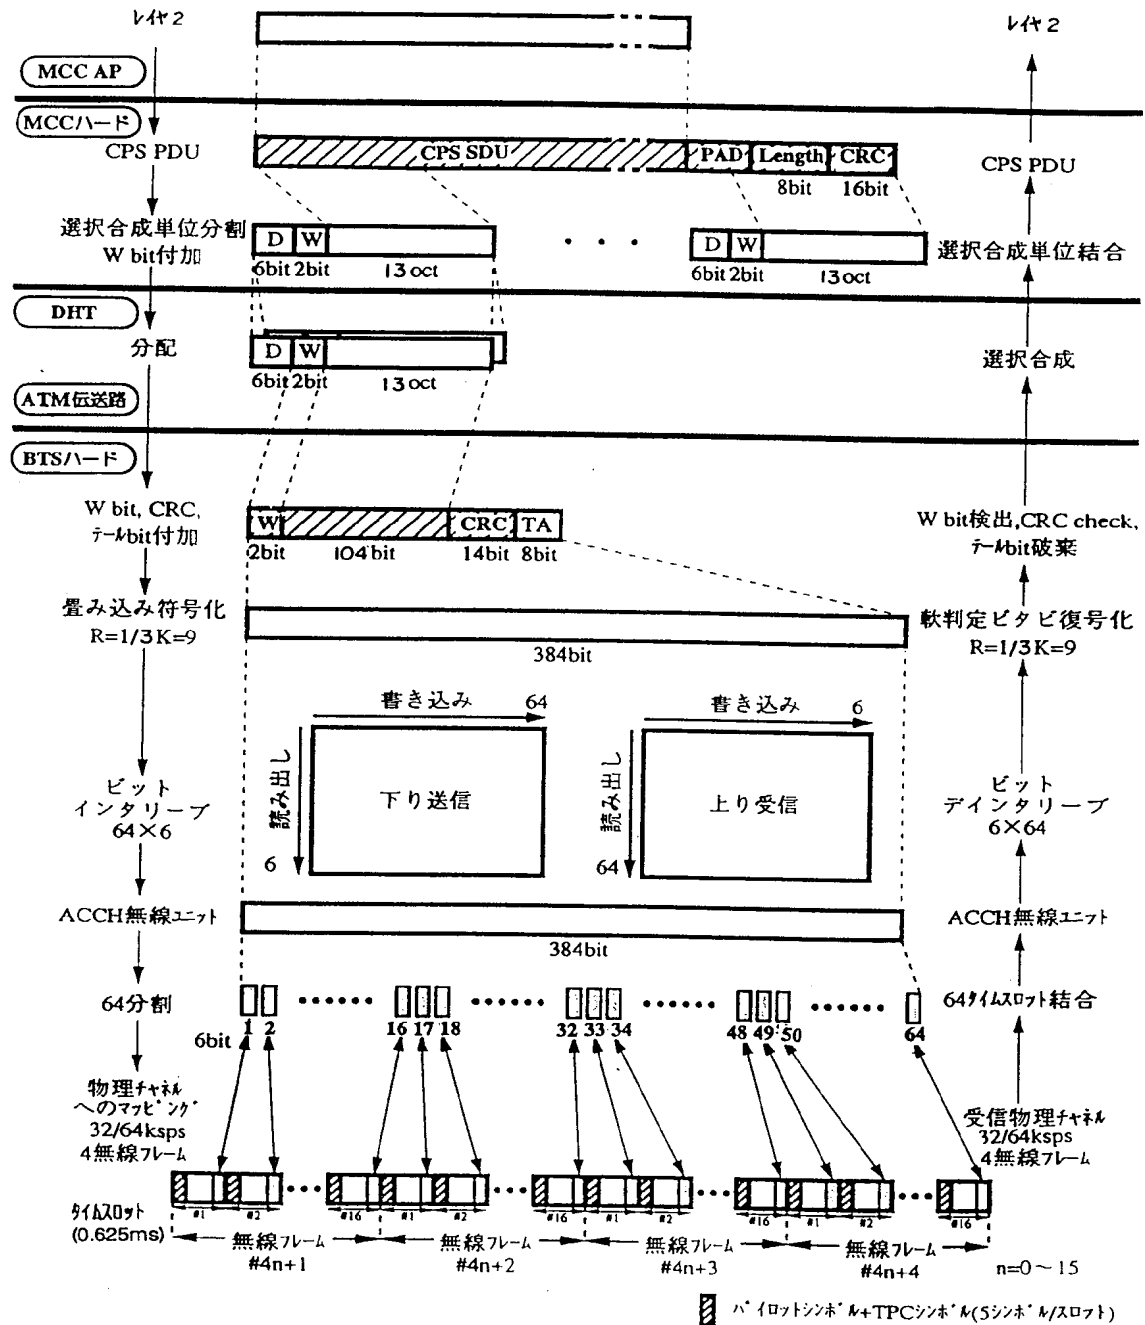 レイヤ2
レイヤ2
MCC AP
MCCハード
CPS PDU
CPS SDU
PAD
Length
CRC
8bit
16bit
CPS PDU
選択合成単位分割
W bit付加
D
W
6bit
2bit
13 oct
・ ・ ・
D
W
6bit
2bit
13 oct
選択合成単位結合
DHT
分配
D
W
6bit
2bit
13 oct
選択合成
ATM伝送路
BTSハード
W bit, CRC,
テールbit付加
W
CRC
TA
2bit
104bit
14bit
8bit
W bit検出,CRC check,
テールbit破棄
畳み込み符号化
R=1/3 K=9
384bit
軟判定ビタビ復号化
R=1/3 K=9
書き込み
64
読み出し
6
下り送信
書き込み
6
読み出し
64
上り受信
ビット
インタリーブ
64×6
ビット
デインタリーブ
6×64
ACCH無線ユニット
384bit
ACCH無線ユニット
64分割
6bit
1
2
16
17
18
32
33
34
48
49
50
64
64タイムスロット結合
物理チャネル
へのマッピング
32/64ksps
4無線フレーム
受信物理チャネル
32/64ksps
4無線フレーム
タイムスロット
(0.625ms)
#1
#2
#16
#1
#2
#16
#1
#2
#16
#1
#2
#16
無線フレーム
#4n+1
無線フレーム
#4n+2
無線フレーム
#4n+3
無線フレーム
#4n+4
n=0～15
パイロットシンボル+TPCシンボル(5シンボル/スロット)